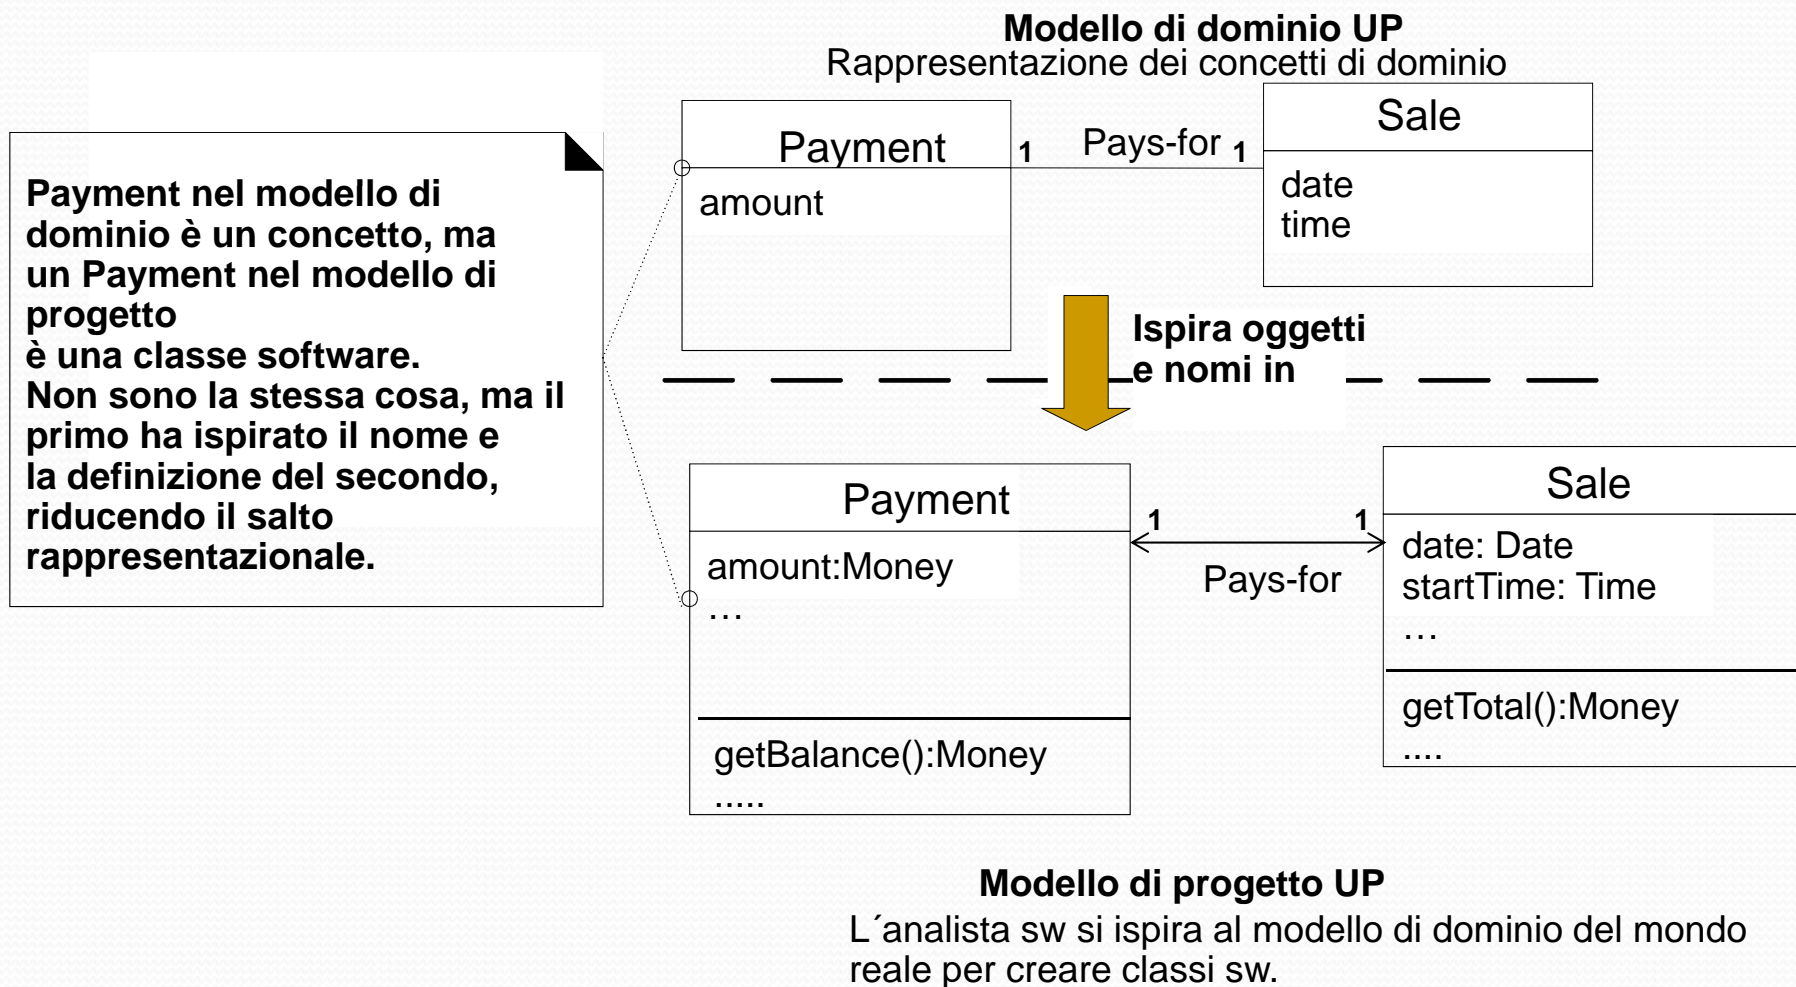 Modello di dominio UP
Rappresentazione dei concetti di dominio
Payment nel modello di
dominio è un concetto, ma
un Payment nel modello di
progetto
è una classe software.
Non sono la stessa cosa, ma il
primo ha ispirato il nome e
la definizione del secondo,
riducendo il salto
rappresentazionale.
Payment
amount
1
Pays-for
1
Sale
date
time
Ispira oggetti
e nomi in
Payment
amount:Money
…
getBalance():Money
.....
1
1
Pays-for
Sale
date: Date
startTime: Time
…
getTotal():Money
....
Modello di progetto UP
L´analista sw si ispira al modello di dominio del mondo
reale per creare classi sw.